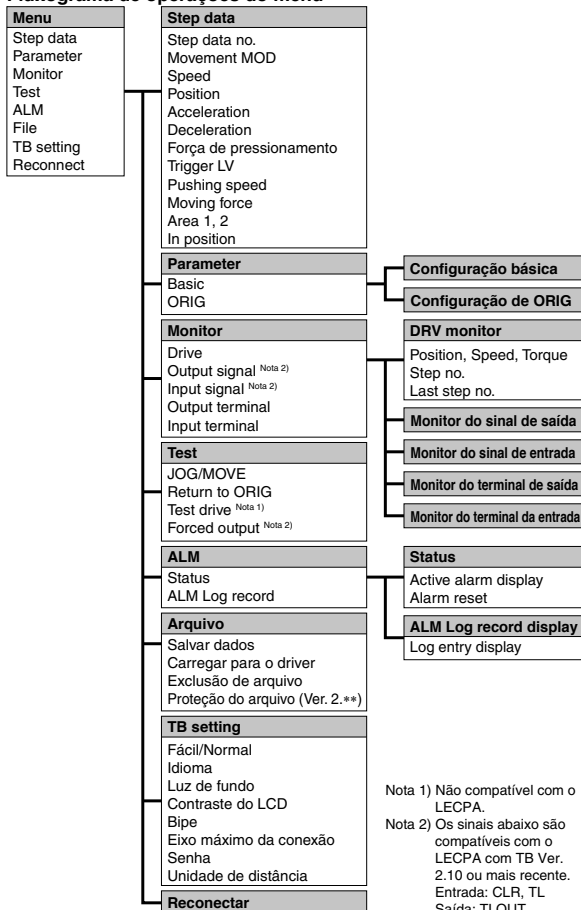 Menu
Step data
Parameter
Monitor
Test
ALM
File
TB setting
Reconnect
Step data
Step data no.
Movement MOD
Speed
Position
Acceleration
Deceleration
Força de pressionamento
Trigger LV
Pushing speed
Moving force
Area 1, 2
In position
Parameter
Basic
ORIG
Configuração básica
Configuração de ORIG
Monitor
Drive
Output signal Nota 2)
Input signal Nota 2)
Output terminal
Input terminal
DRV monitor
Position, Speed, Torque
Step no.
Last step no.
Monitor do sinal de saída
Monitor do sinal de entrada
Monitor do terminal de saída
Monitor do terminal da entrada
Test
JOG/MOVE
Return to ORIG
Test drive Nota 1)
Forced output Nota 2)
ALM
Status
ALM Log record
Status
Active alarm display
Alarm reset
ALM Log record display
Log entry display
Arquivo
Salvar dados
Carregar para o driver
Exclusão de arquivo
Proteção do arquivo (Ver. 2.**)
TB setting
Fácil/Normal
Idioma
Luz de fundo
Contraste do LCD
Bipe
Eixo máximo da conexão
Senha
Unidade de distância
Reconectar
Nota 1) Não compatível com o
LECPA.
Nota 2) Os sinais abaixo são
compatíveis com o
LECPA com TB Ver.
2.10 ou mais recente.
Entrada: CLR, TL
Saída: TLOUT